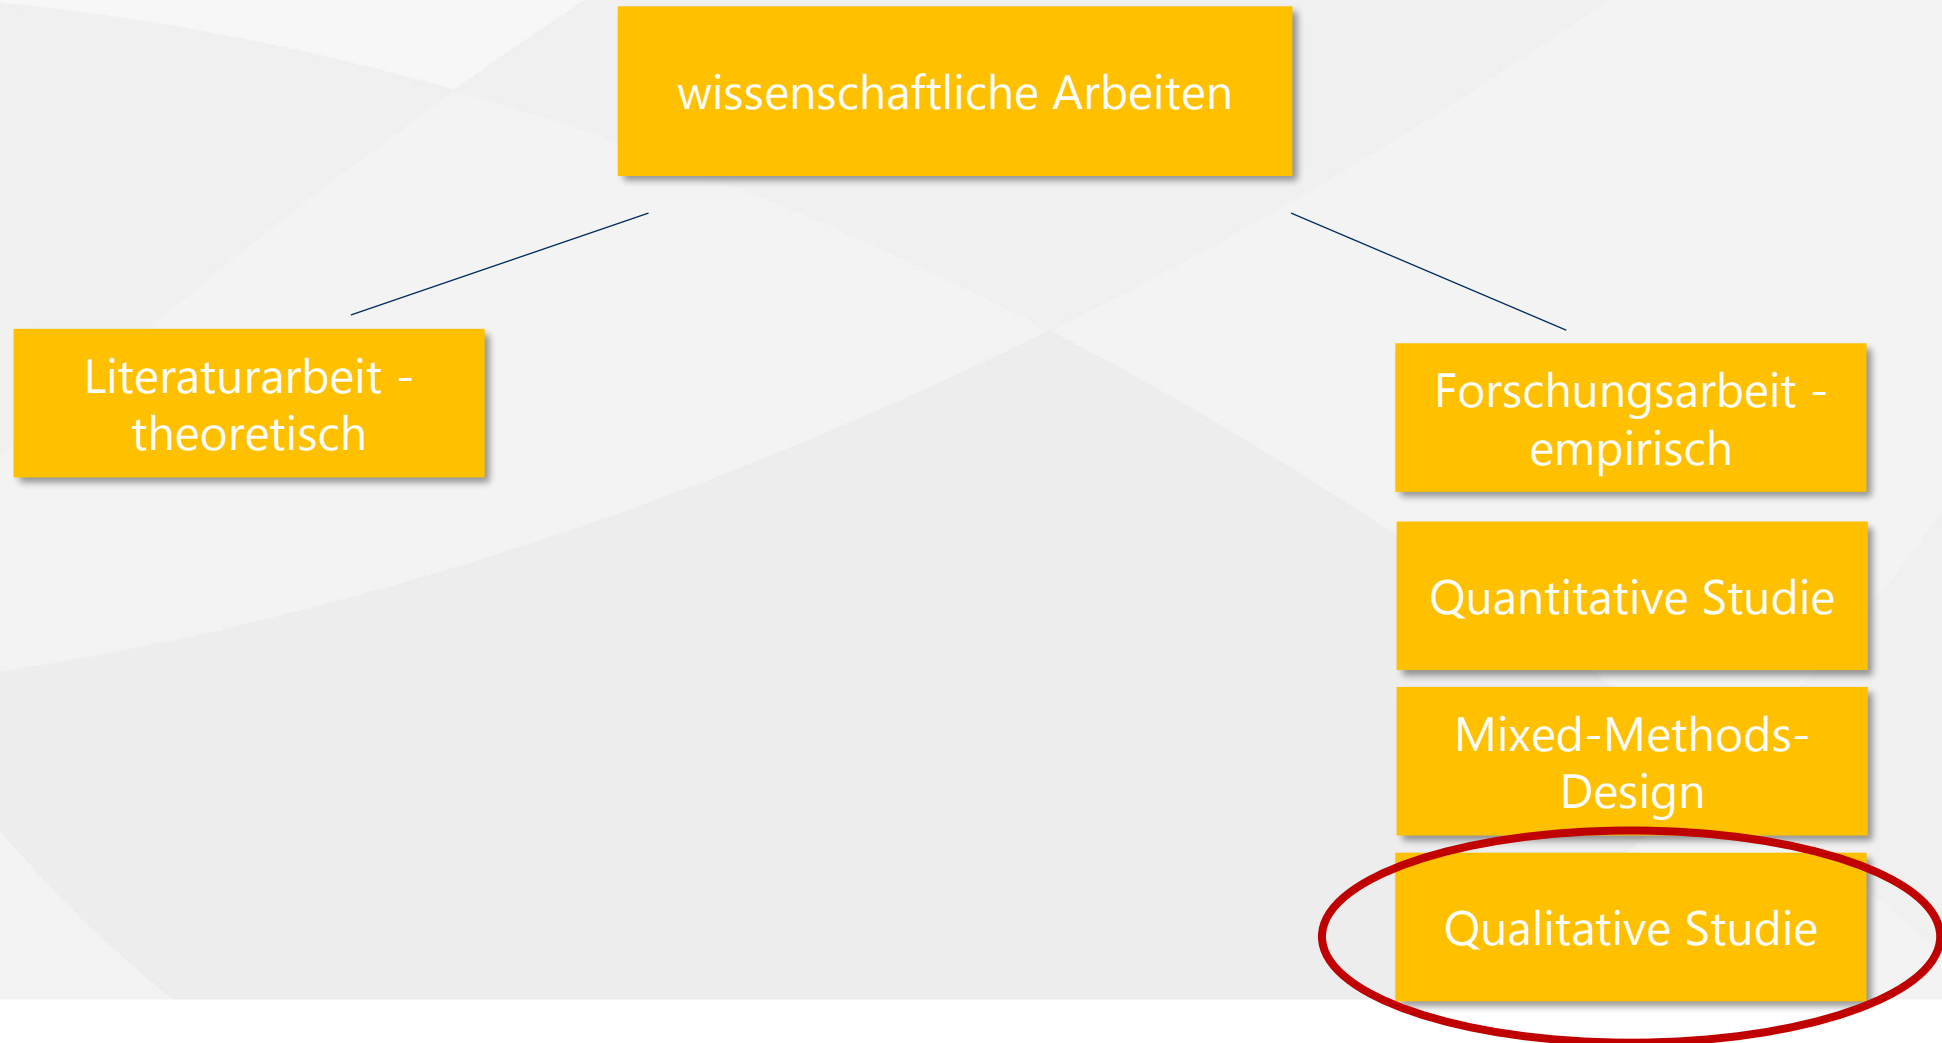 wissenschaftliche Arbeiten
Literaturarbeit -
theoretisch
Forschungsarbeit -
empirisch
Quantitative Studie
Mixed-Methods-
Design
Qualitative Studie